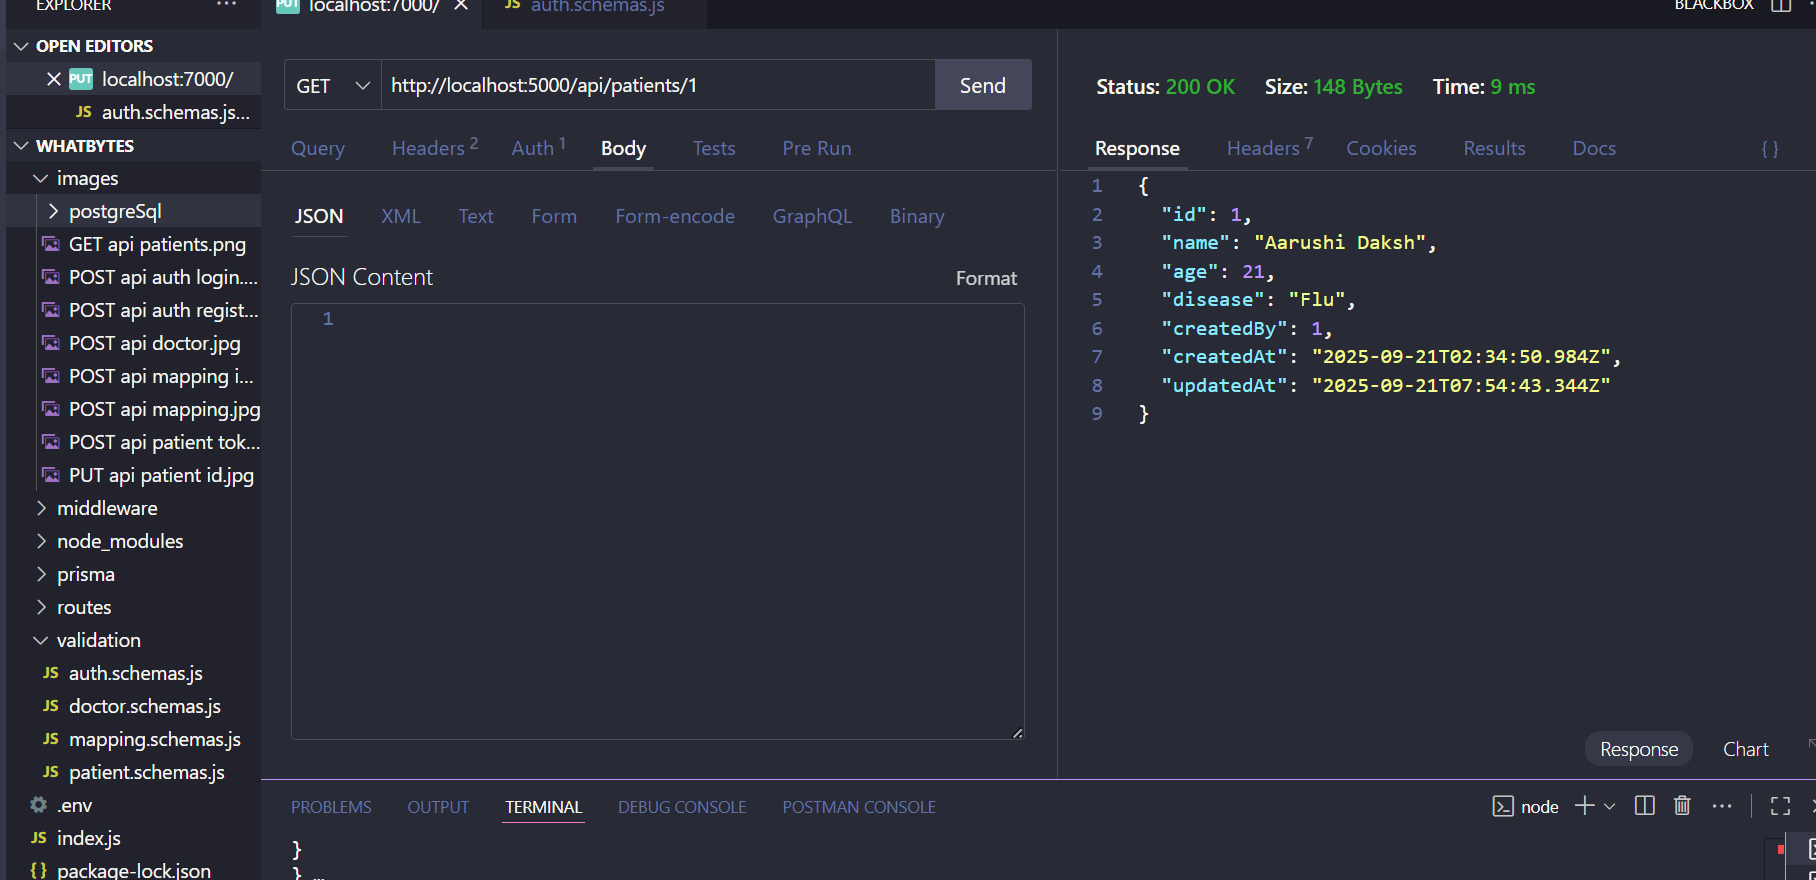 EXPLORER
PUT localhost:7000/
JS auth.schemas.js
BLACKBOX
OPEN EDITORS
PUT localhost:7000/
JS auth.schemas.js...
WHATBYTES
images
postgreSql
GET api patients.png
POST api auth login....
POST api auth regist...
POST api doctor.jpg
POST api mapping i...
POST api mapping.jpg
POST api patient tok...
PUT api patient id.jpg
middleware
node_modules
prisma
routes
validation
JS auth.schemas.js
JS doctor.schemas.js
JS mapping.schemas.js
JS patient.schemas.js
.env
JS index.js
{} package-lock.json
GET http://localhost:5000/api/patients/1 Send
Query Headers 2 Auth 1 Body Tests Pre Run
JSON XML Text Form Form-encode GraphQL Binary
JSON Content Format
1
Status: 200 OK Size: 148 Bytes Time: 9 ms
Response Headers 7 Cookies Results Docs { }
1 {
2 "id": 1,
3 "name": "Aarushi Daksh",
4 "age": 21,
5 "disease": "Flu",
6 "createdBy": 1,
7 "createdAt": "2025-09-21T02:34:50.984Z",
8 "updatedAt": "2025-09-21T07:54:43.344Z"
9 }
Response Chart
PROBLEMS OUTPUT TERMINAL DEBUG CONSOLE POSTMAN CONSOLE
node
}
}